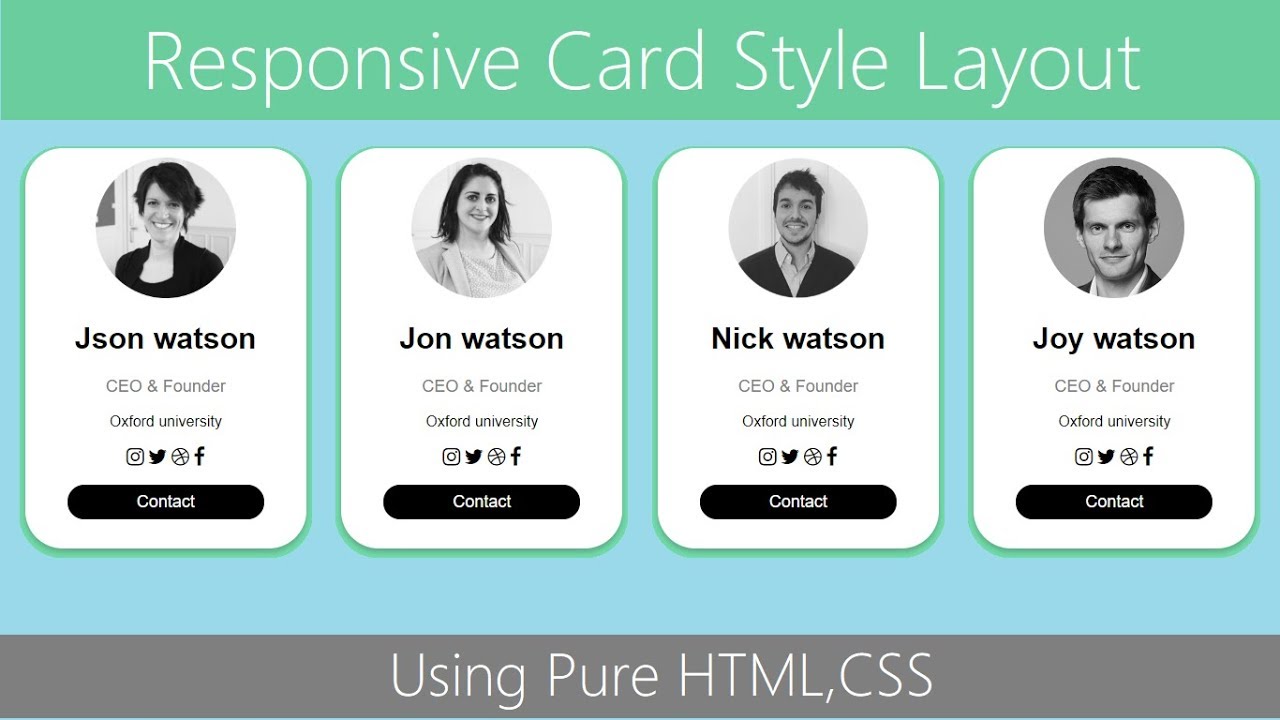 Responsive Card Style Layout
Json watson
CEO & Founder
Oxford university
Contact
Jon watson
CEO & Founder
Oxford university
Contact
Nick watson
CEO & Founder
Oxford university
Contact
Joy watson
CEO & Founder
Oxford university
Contact
Using Pure HTML,CSS